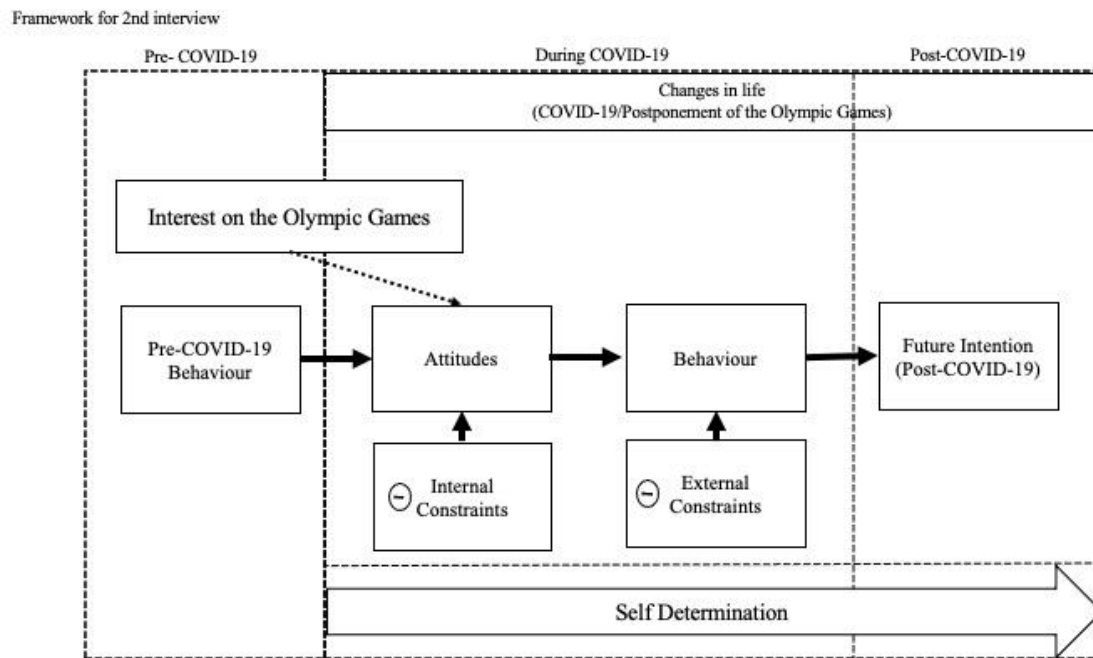 Framework for 2nd interview
Pre- COVID-19
During COVID-19
Post-COVID-19
Changes in life
(COVID-19/Postponement of the Olympic Games)
Interest on the Olympic Games
Pre-COVID-19
Behaviour
Attitudes
Behaviour
Future Intention
(Post-COVID-19)
− Internal
Constraints
− External
Constraints
Self Determination